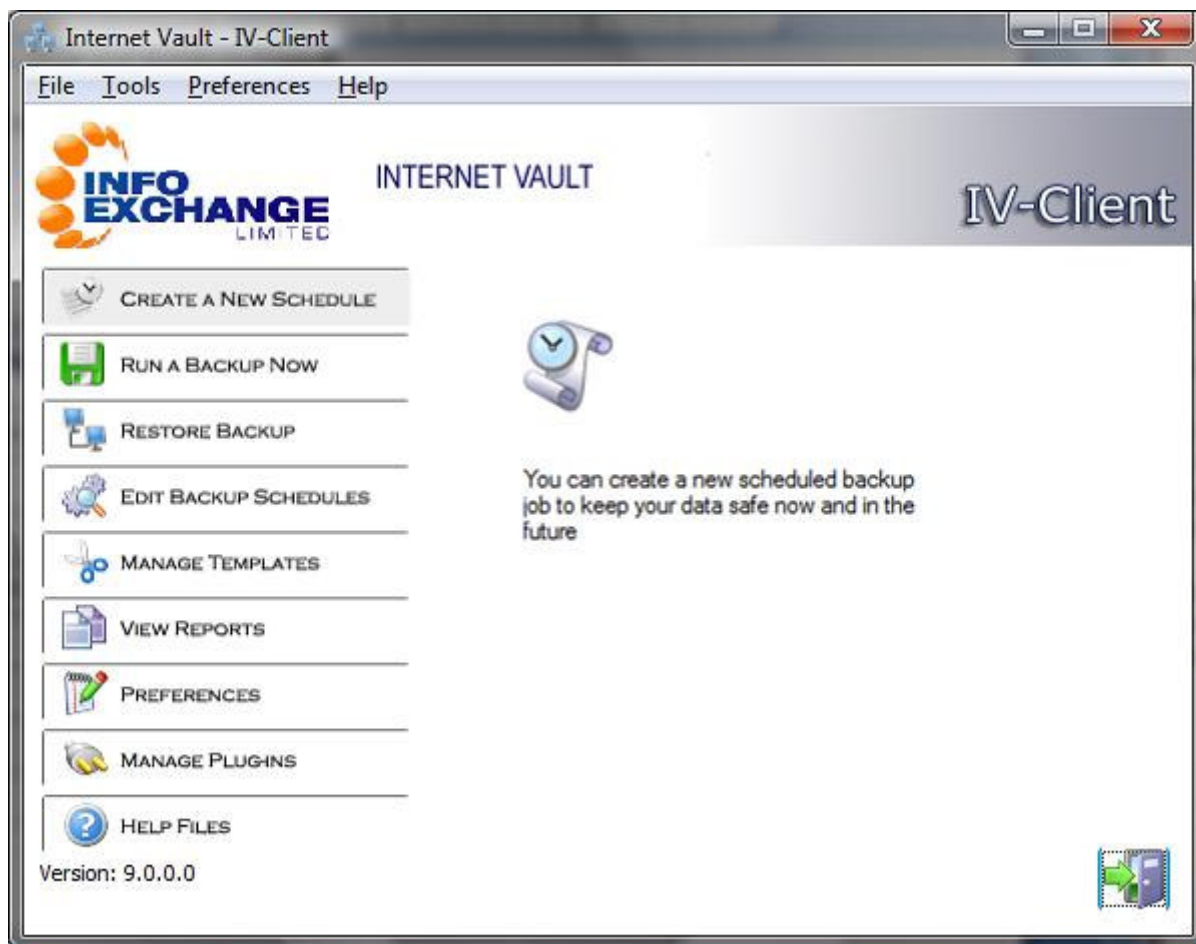 Internet Vault - IV-Client
File Tools Preferences Help
INFO
EXCHANGE
LIMITED
INTERNET VAULT
IV-Client
CREATE A NEW SCHEDULE
RUN A BACKUP NOW
RESTORE BACKUP
EDIT BACKUP SCHEDULES
MANAGE TEMPLATES
VIEW REPORTS
PREFERENCES
MANAGE PLUG-INS
HELP FILES
You can create a new scheduled backup
job to keep your data safe now and in the
future
Version: 9.0.0.0